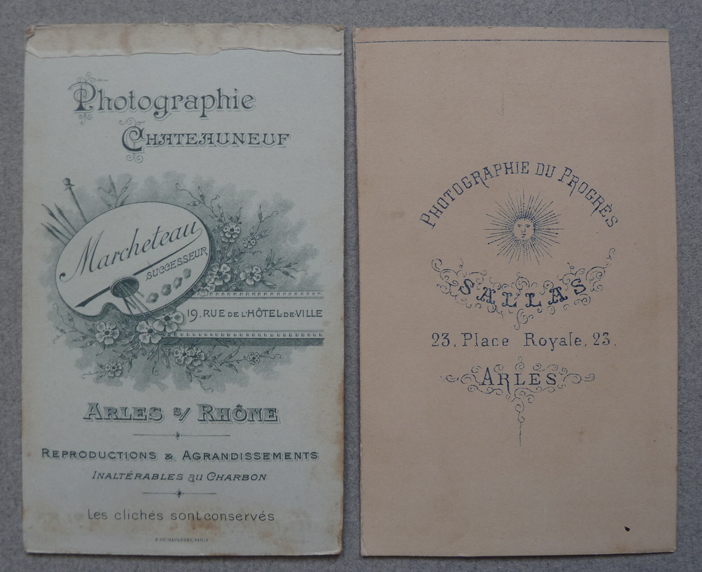 Photographie
CHATEAUNEUF
Marcheteau
SUCCESSEUR
19, RUE DE L'HÔTEL DE VILLE
ARLES S/ RHÔNE
REPRODUCTIONS & AGRANDISSEMENTS
INALTÉRABLES au CHARBON
Les clichés sont conservés
PHOTOGRAPHIE DU PROGRÈS
SALLAS
23, Place Royale, 23.
ARLES